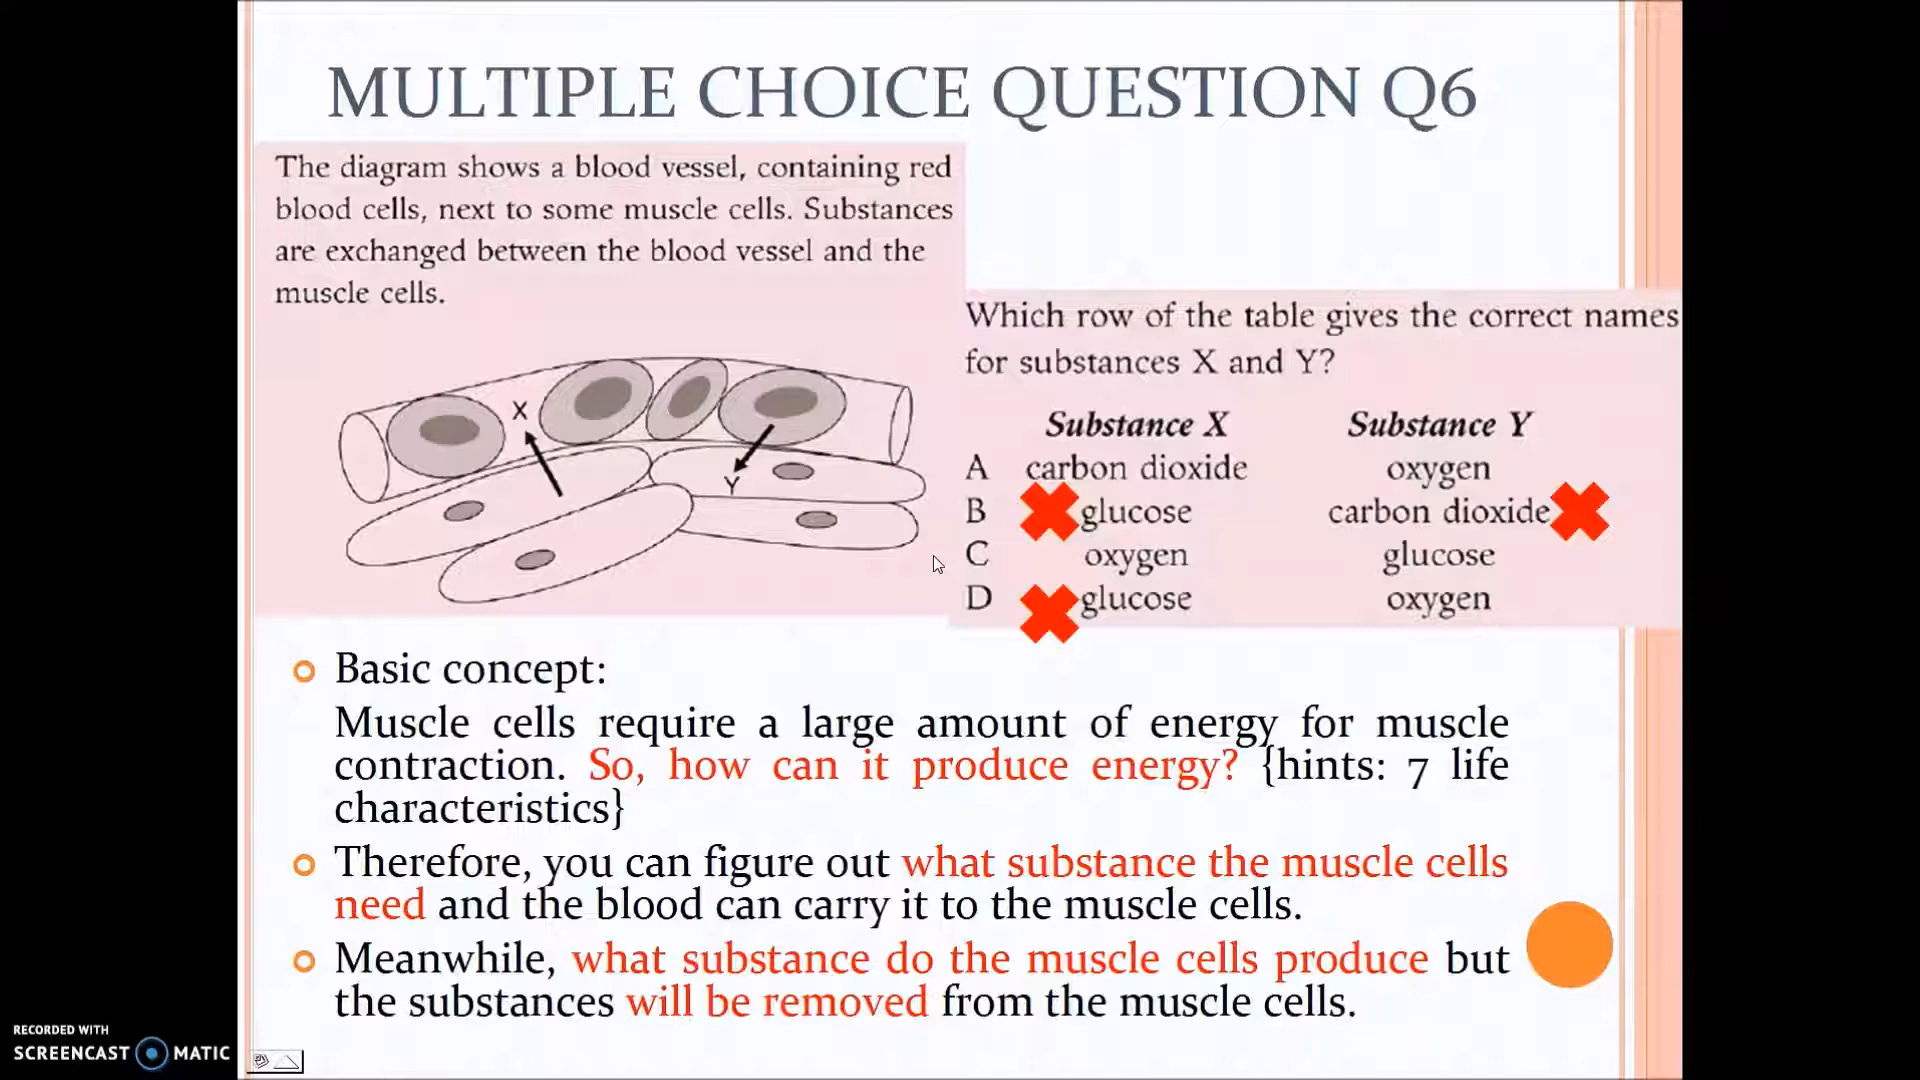 MULTIPLE CHOICE QUESTION Q6
The diagram shows a blood vessel, containing red
blood cells, next to some muscle cells. Substances
are exchanged between the blood vessel and the
muscle cells.
X
Y
Which row of the table gives the correct names
for substances X and Y?
Substance X Substance Y
A carbon dioxide oxygen
B glucose carbon dioxide
C oxygen glucose
D glucose oxygen
Basic concept:
Muscle cells require a large amount of energy for muscle
contraction. So, how can it produce energy? {hints: 7 life
characteristics}
Therefore, you can figure out what substance the muscle cells
need and the blood can carry it to the muscle cells.
Meanwhile, what substance do the muscle cells produce but
the substances will be removed from the muscle cells.
RECORDED WITH
SCREENCAST MATIC